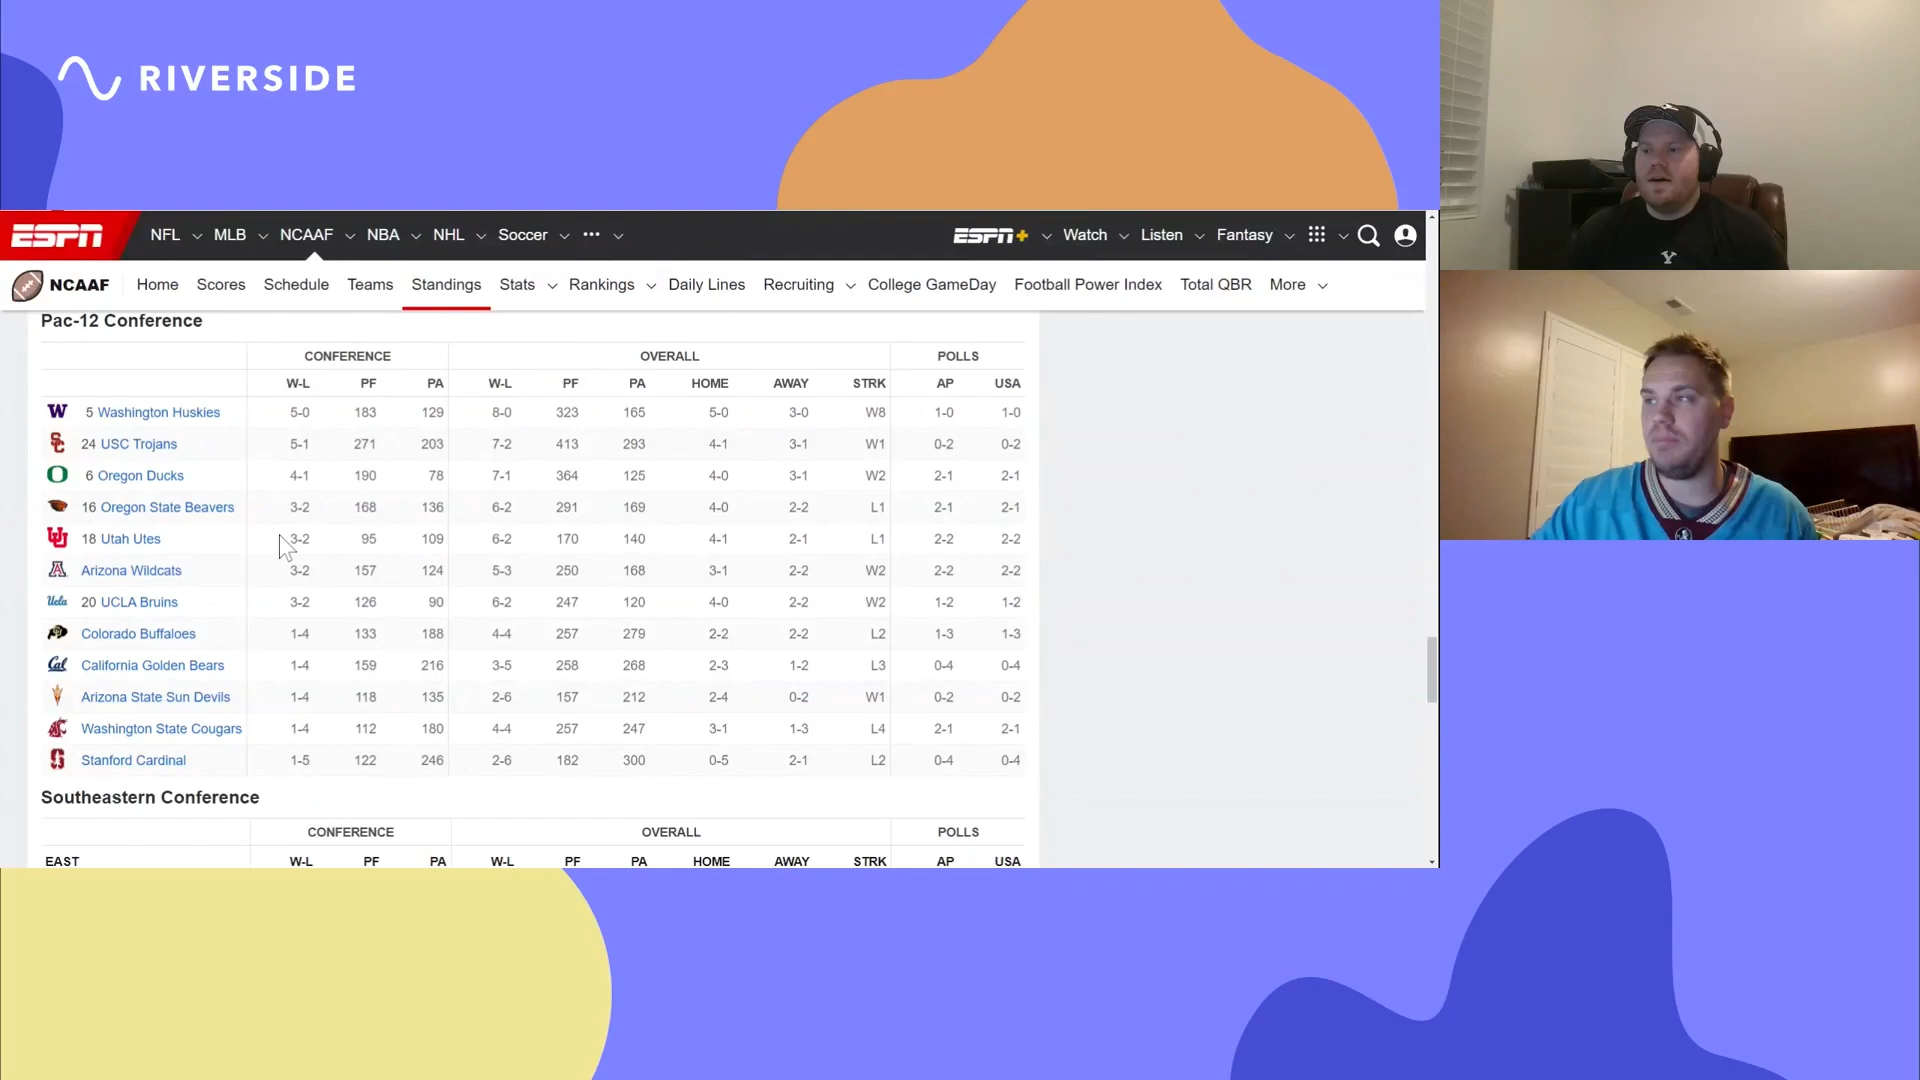 RIVERSIDE
ESPN NFL MLB NCAAF NBA NHL Soccer ... ESPN+ Watch Listen Fantasy
NCAAF Home Scores Schedule Teams Standings Stats Rankings Daily Lines Recruiting College GameDay Football Power Index Total QBR More
Pac-12 Conference
CONFERENCE OVERALL POLLS
W-L PF PA W-L PF PA HOME AWAY STRK AP USA
W 5 Washington Huskies 5-0 183 129 8-0 323 165 5-0 3-0 W8 1-0 1-0
SC 24 USC Trojans 5-1 271 203 7-2 413 293 4-1 3-1 W1 0-2 0-2
O 6 Oregon Ducks 4-1 190 78 7-1 364 125 4-0 3-1 W2 2-1 2-1
16 Oregon State Beavers 3-2 168 136 6-2 291 169 4-0 2-2 L1 2-1 2-1
U 18 Utah Utes 3-2 95 109 6-2 170 140 4-1 2-1 L1 2-2 2-2
A Arizona Wildcats 3-2 157 124 5-3 250 168 3-1 2-2 W2 2-2 2-2
Ucla 20 UCLA Bruins 3-2 126 90 6-2 247 120 4-0 2-2 W2 1-2 1-2
Colorado Buffaloes 1-4 133 188 4-4 257 279 2-2 2-2 L2 1-3 1-3
Cal California Golden Bears 1-4 159 216 3-5 258 268 2-3 1-2 L3 0-4 0-4
Arizona State Sun Devils 1-4 118 135 2-6 157 212 2-4 0-2 W1 0-2 0-2
Washington State Cougars 1-4 112 180 4-4 257 247 3-1 1-3 L4 2-1 2-1
S Stanford Cardinal 1-5 122 246 2-6 182 300 0-5 2-1 L2 0-4 0-4
Southeastern Conference
CONFERENCE OVERALL POLLS
EAST W-L PF PA W-L PF PA HOME AWAY STRK AP USA
Y